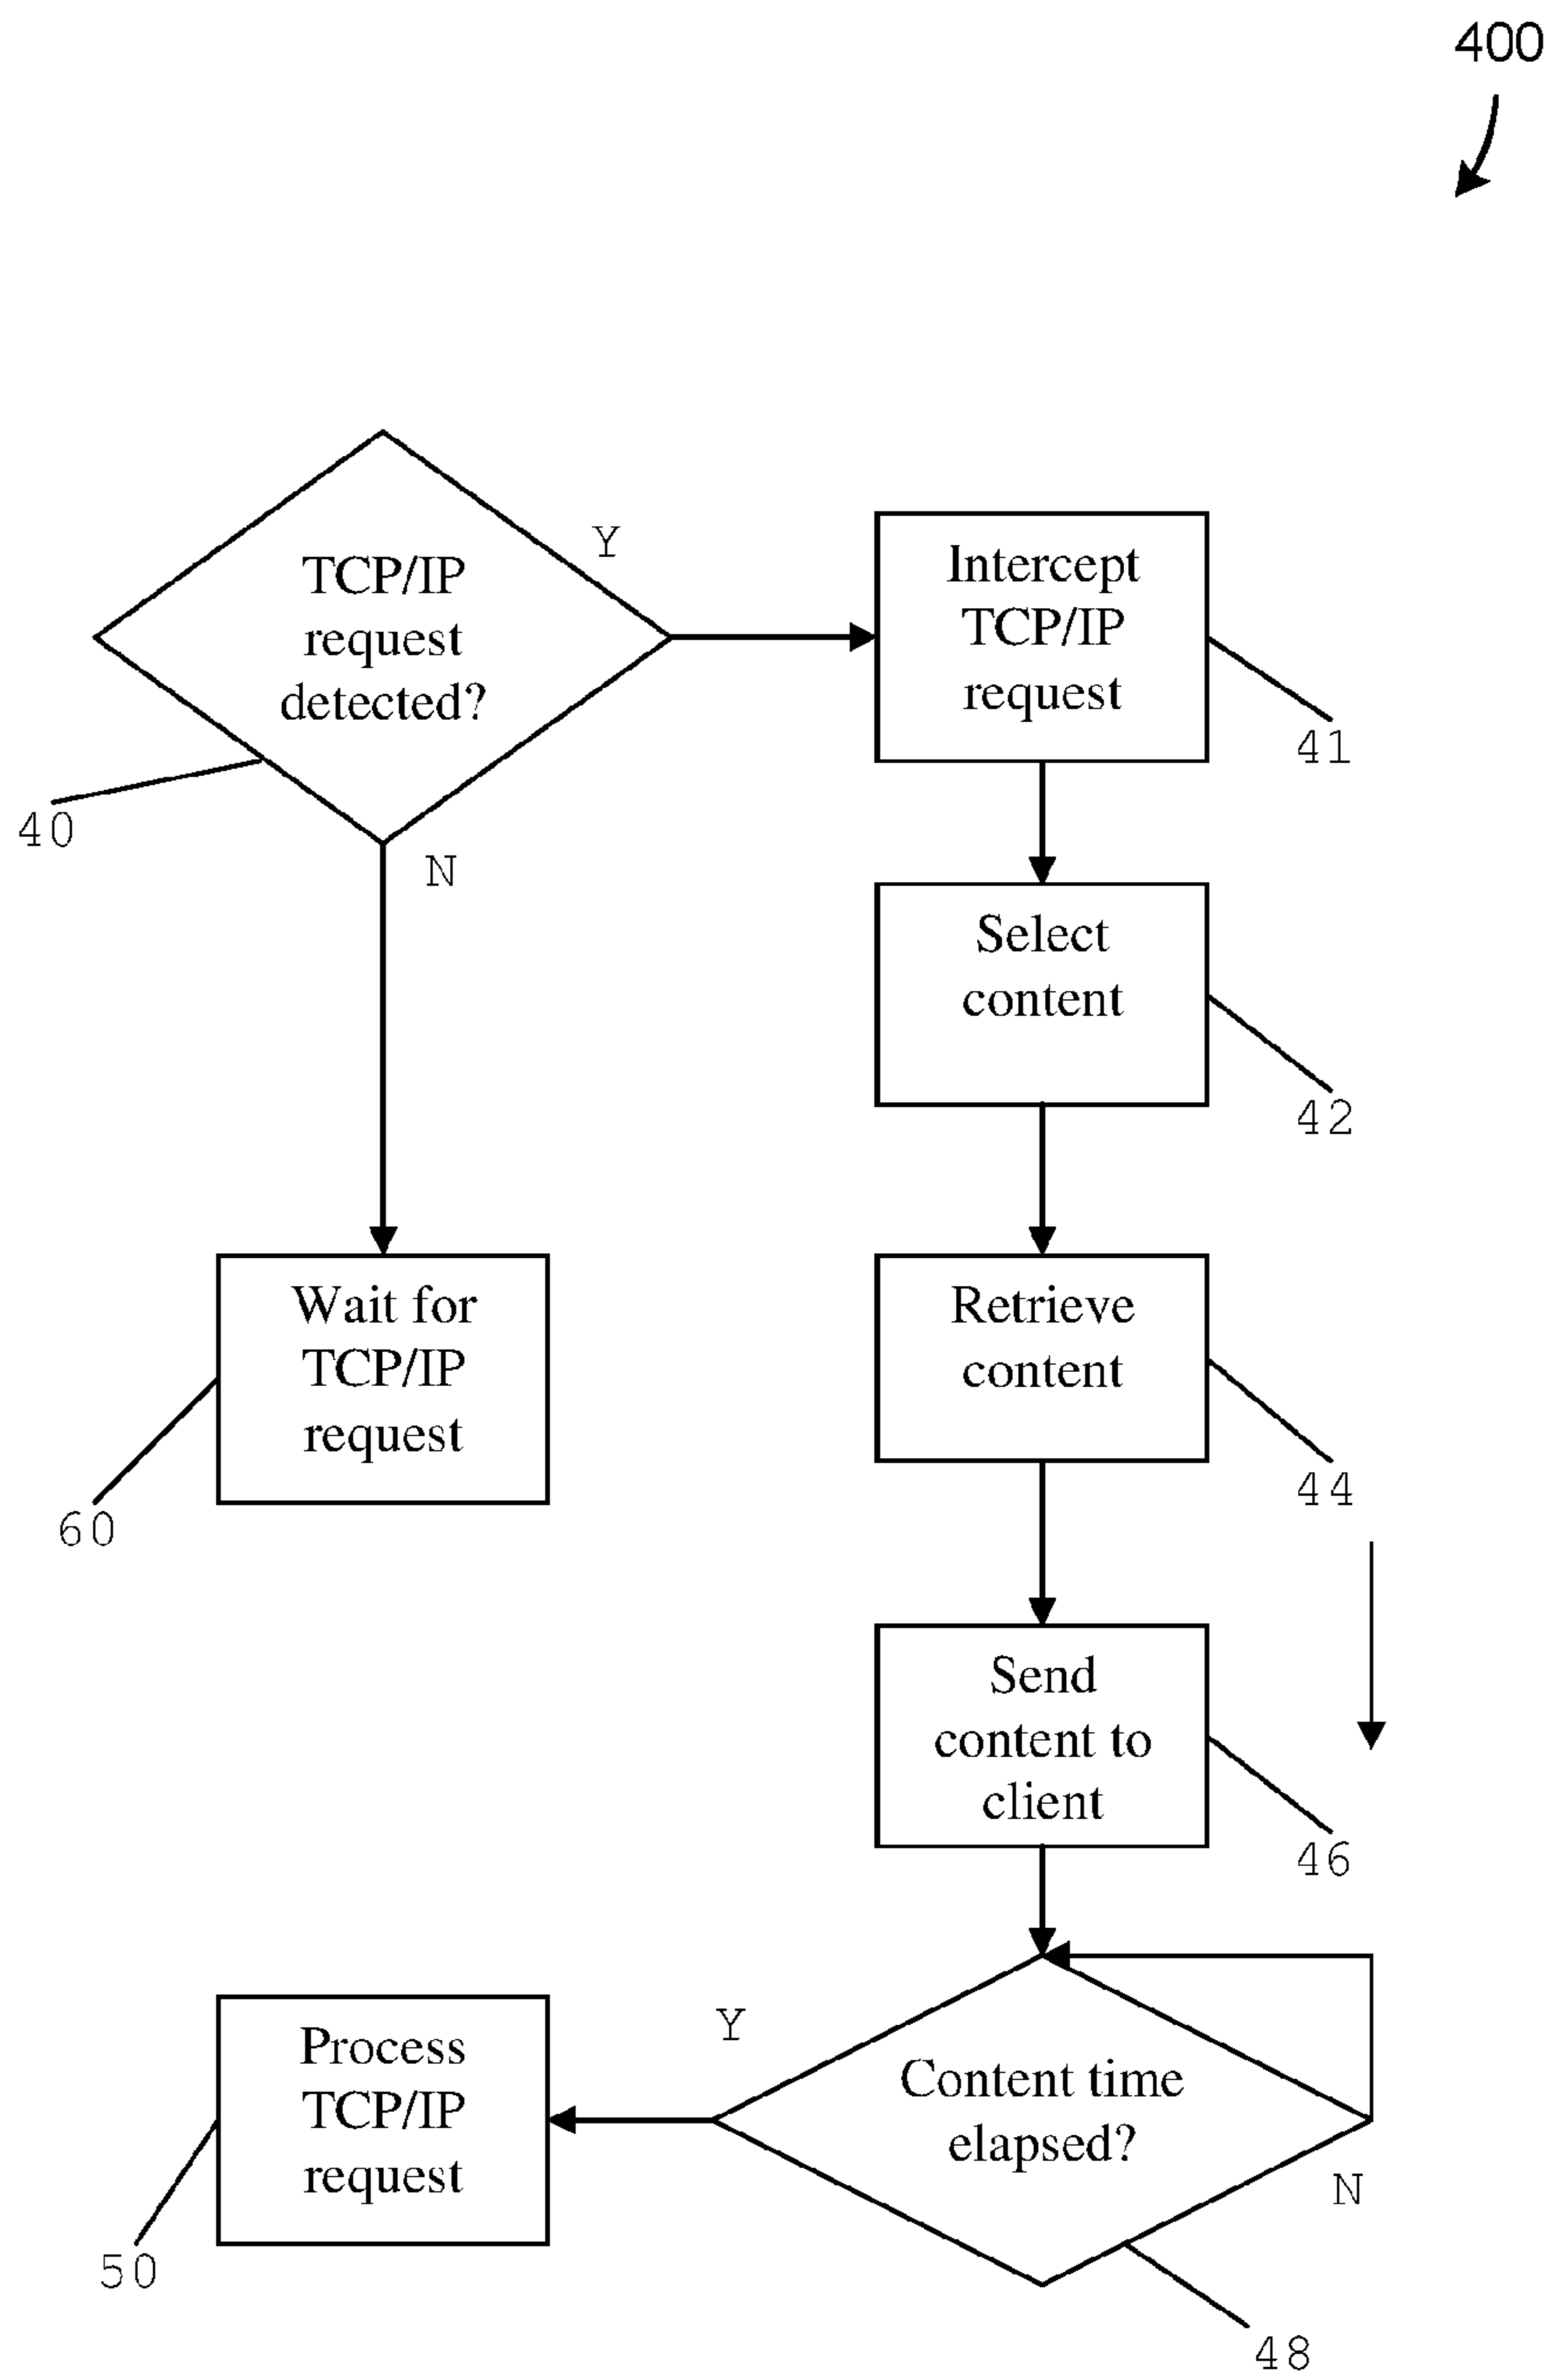 400
TCP/IP
request
detected?
Y
40
N
Intercept
TCP/IP
request
41
Select
content
42
Wait for
TCP/IP
request
60
Retrieve
content
44
Send
content to
client
46
Content time
elapsed?
Y
N
48
Process
TCP/IP
request
50